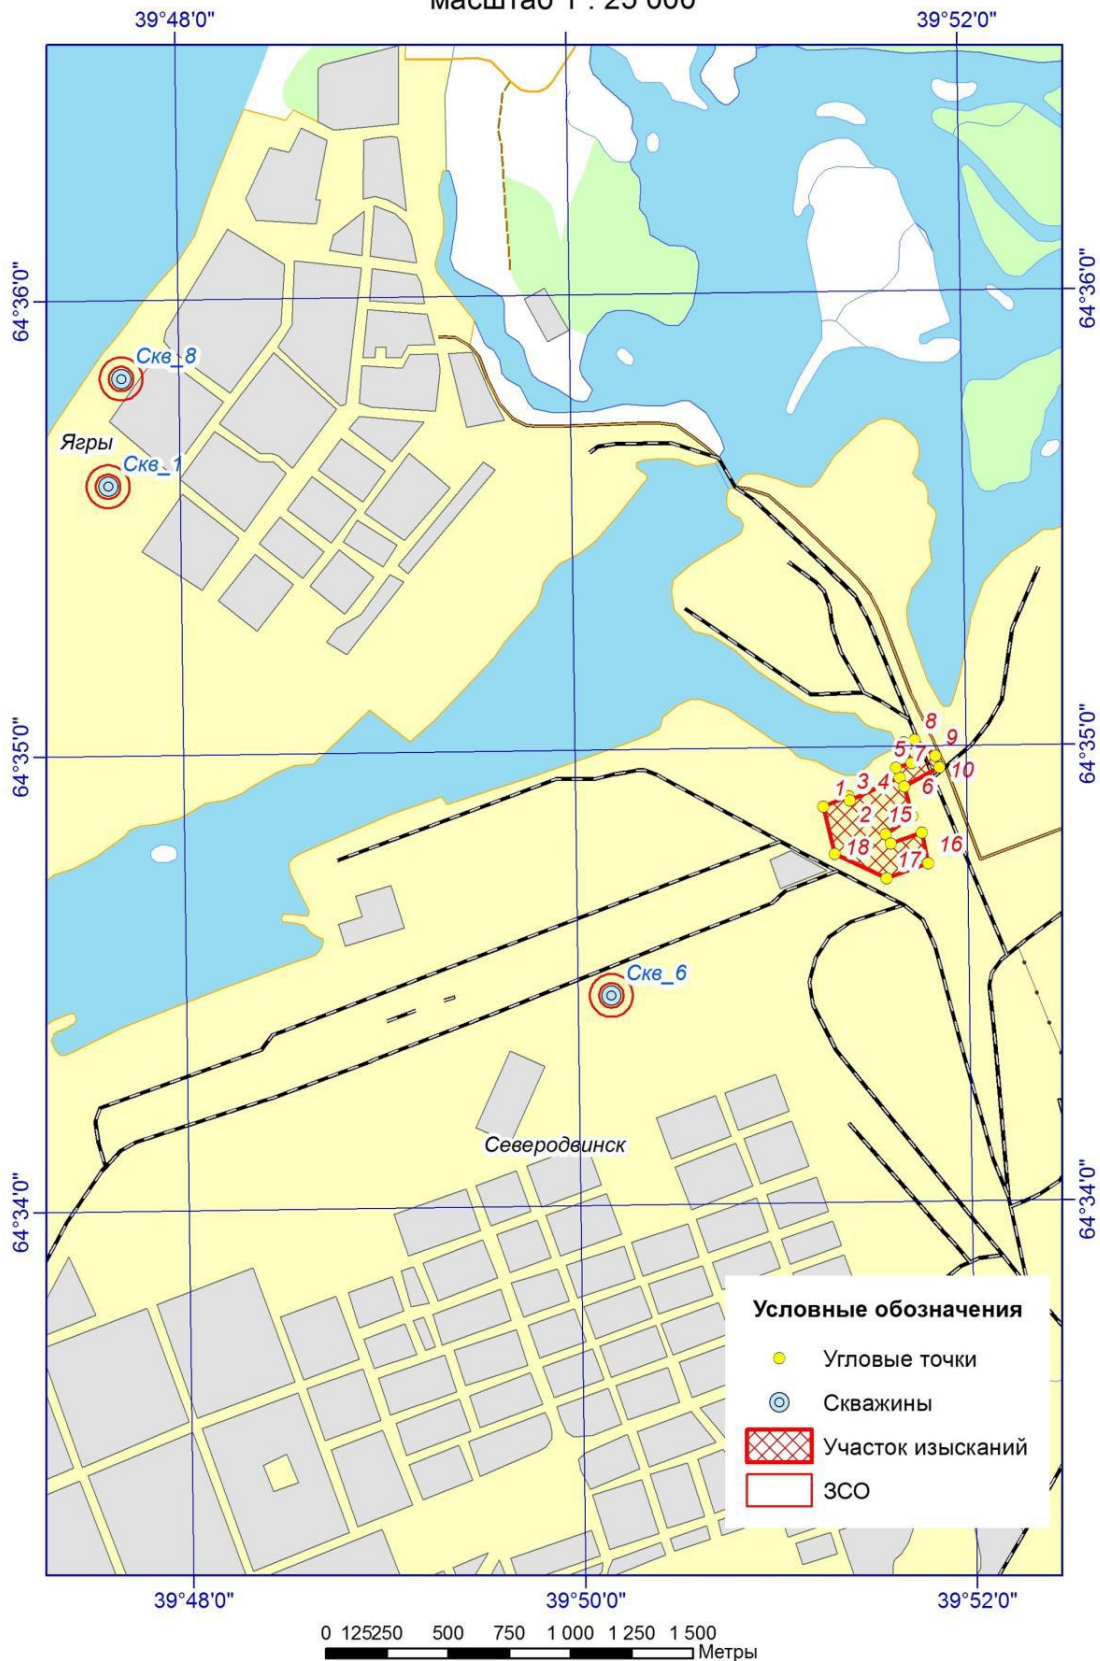 масштаб 1 : 25 000
39°48'0" 39°52'0"
64°36'0" 64°36'0"
Скв_8
Ягры
Скв_1
64°35'0" 64°35'0"
8
5 7 9
1 3 4 6 10
2 15
18 17 16
Скв_6
Северодвинск
64°34'0" 64°34'0"
Условные обозначения
Угловые точки
Скважины
Участок изысканий
ЗСО
39°48'0" 39°50'0" 39°52'0"
0 125250 500 750 1 000 1 250 1 500
Метры